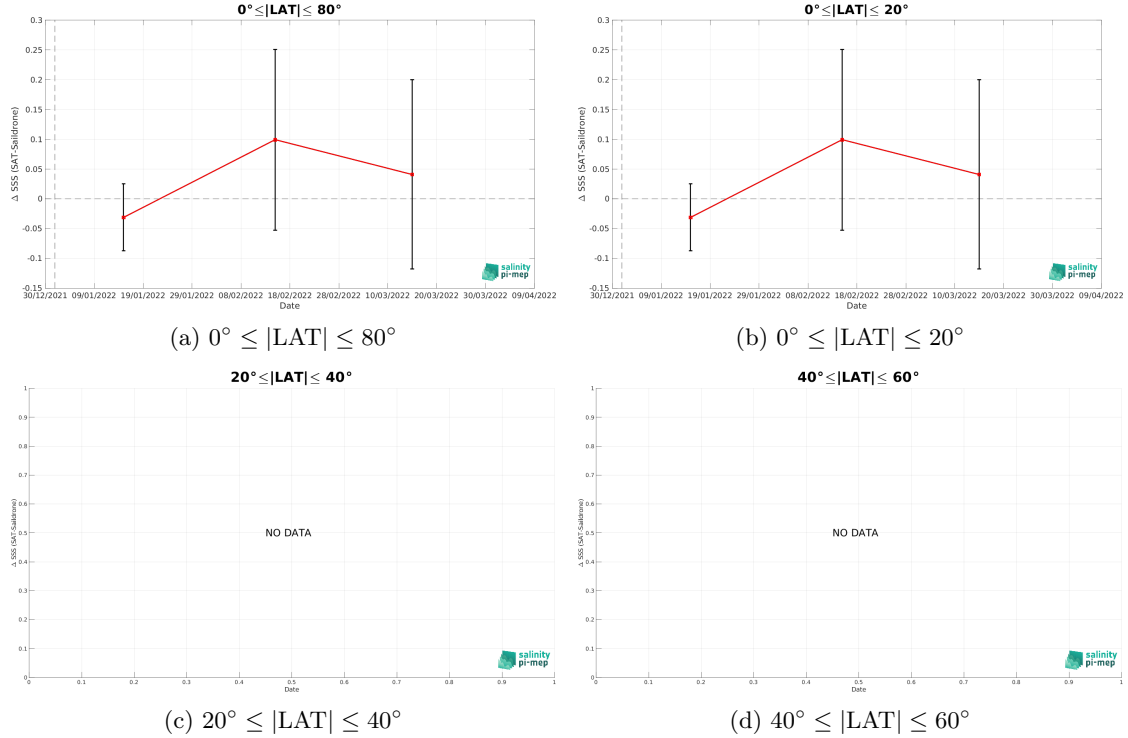 0°≤|LAT|≤ 80°
0.3
0.25
0.2
0.15
0.1
0.05
0
-0.05
-0.1
-0.15
Δ SSS (SAT-Saildrone)
30/12/2021 09/01/2022 19/01/2022 29/01/2022 08/02/2022 18/02/2022 28/02/2022 10/03/2022 20/03/2022 30/03/2022 09/04/2022
Date
salinity
pi-mep
(a) 0° ≤ |LAT| ≤ 80°
0°≤|LAT|≤ 20°
0.3
0.25
0.2
0.15
0.1
0.05
0
-0.05
-0.1
-0.15
Δ SSS (SAT-Saildrone)
30/12/2021 09/01/2022 19/01/2022 29/01/2022 08/02/2022 18/02/2022 28/02/2022 10/03/2022 20/03/2022 30/03/2022 09/04/2022
Date
salinity
pi-mep
(b) 0° ≤ |LAT| ≤ 20°
20°≤|LAT|≤ 40°
1
0.9
0.8
0.7
0.6
0.5
0.4
0.3
0.2
0.1
0
Δ SSS (SAT-Saildrone)
NO DATA
0 0.1 0.2 0.3 0.4 0.5 0.6 0.7 0.8 0.9 1
Date
salinity
pi-mep
(c) 20° ≤ |LAT| ≤ 40°
40°≤|LAT|≤ 60°
1
0.9
0.8
0.7
0.6
0.5
0.4
0.3
0.2
0.1
0
Δ SSS (SAT-Saildrone)
NO DATA
0 0.1 0.2 0.3 0.4 0.5 0.6 0.7 0.8 0.9 1
Date
salinity
pi-mep
(d) 40° ≤ |LAT| ≤ 60°